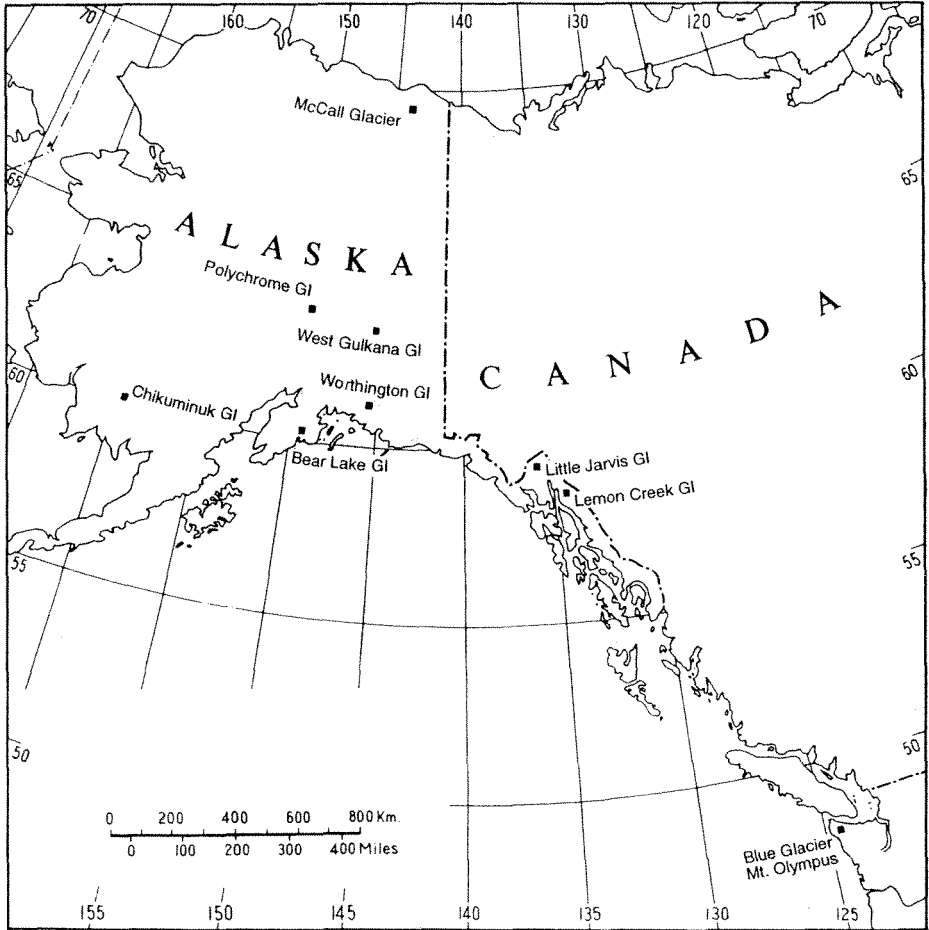 160 150 140 130 120 70
70
McCall Glacier
65
65
ALASKA
Polychrome Gl
West Gulkana Gl
CANADA
60
60
Chikuminuk Gl
Worthington Gl
Bear Lake Gl
Little Jarvis Gl
Lemon Creek Gl
55
55
50
50
0 200 400 600 800 Km.
0 100 200 300 400 Miles
Blue Glacier
Mt. Olympus
155 150 145 140 135 130 125